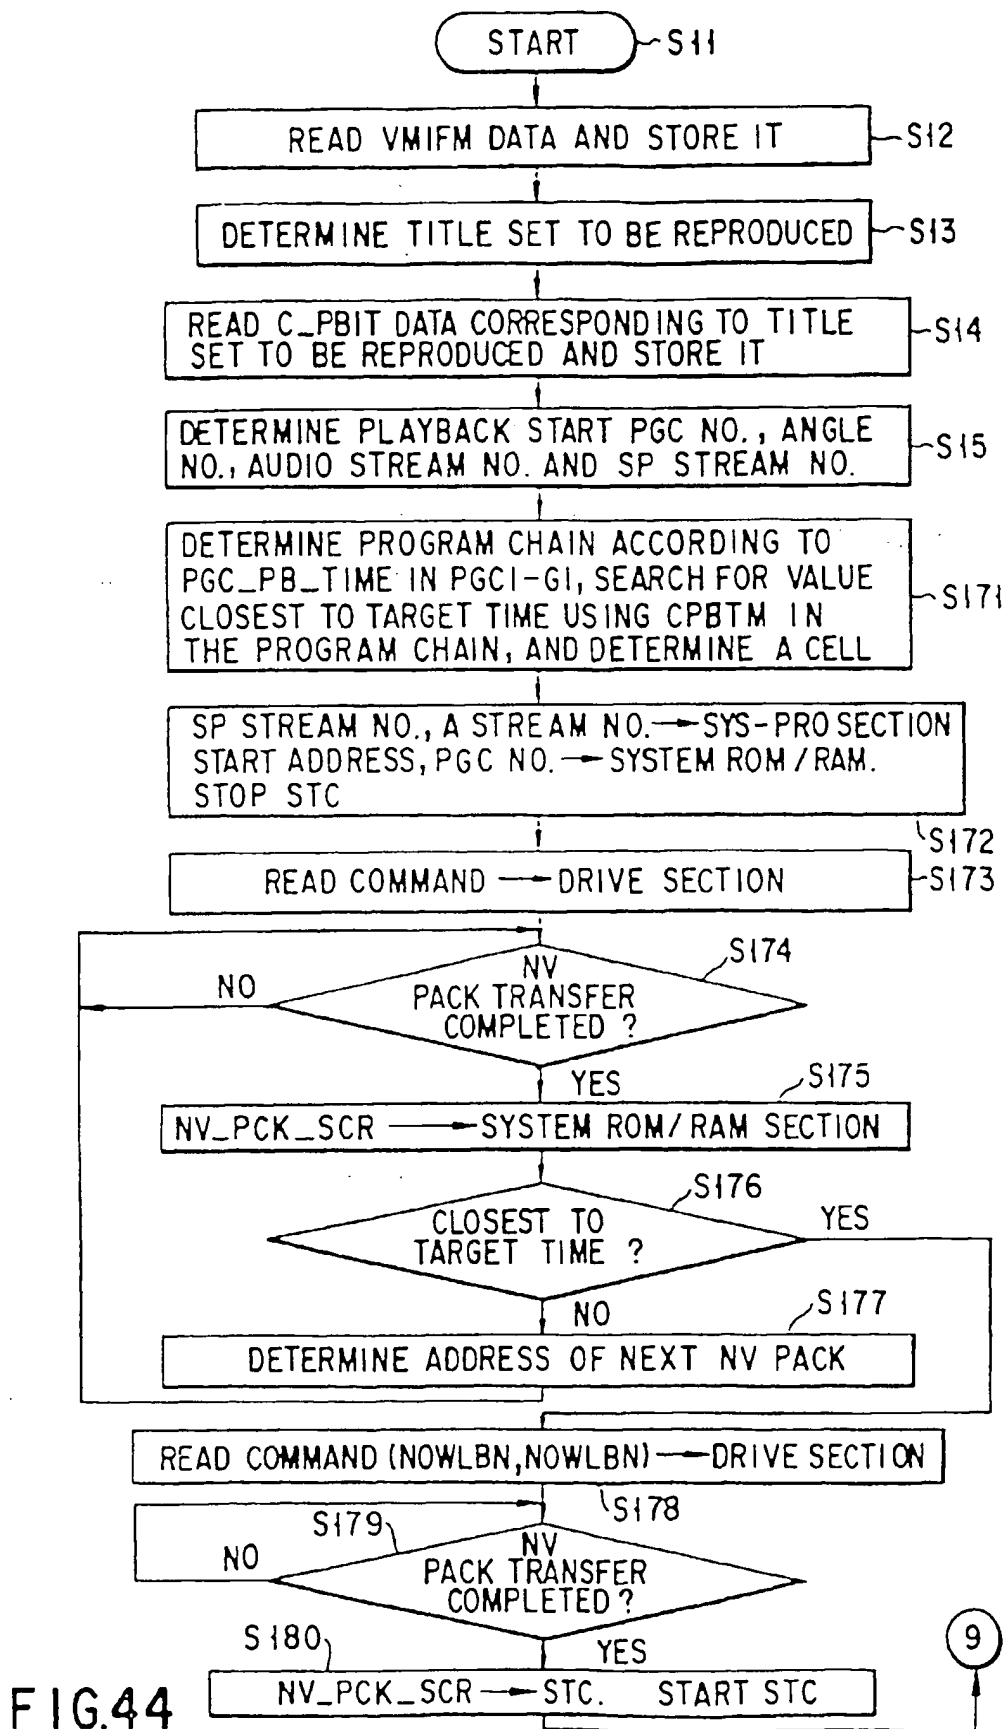 START S11
READ VMIFM DATA AND STORE IT S12
DETERMINE TITLE SET TO BE REPRODUCED S13
READ C_PBIT DATA CORRESPONDING TO TITLE S14
SET TO BE REPRODUCED AND STORE IT
DETERMINE PLAYBACK START PGC NO., ANGLE S15
NO., AUDIO STREAM NO. AND SP STREAM NO.
DETERMINE PROGRAM CHAIN ACCORDING TO
PGC_PB_TIME IN PGCI-GI, SEARCH FOR VALUE
CLOSEST TO TARGET TIME USING CPBTM IN S171
THE PROGRAM CHAIN, AND DETERMINE A CELL
SP STREAM NO., A STREAM NO. → SYS-PRO SECTION
START ADDRESS, PGC NO. → SYSTEM ROM/RAM.
STOP STC
S172
READ COMMAND → DRIVE SECTION S173
S174
NV
NO PACK TRANSFER
COMPLETED ?
YES S175
NV_PCK_SCR → SYSTEM ROM/RAM SECTION
S176
CLOSEST TO YES
TARGET TIME ?
NO S177
DETERMINE ADDRESS OF NEXT NV PACK
READ COMMAND (NOWLBN,NOWLBN) → DRIVE SECTION
S178
S179 NV
NO PACK TRANSFER
COMPLETED ?
S180 YES 9
NV_PCK_SCR → STC. START STC
FIG.44